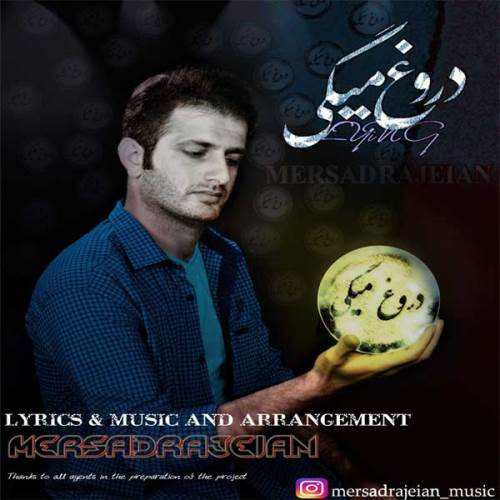 دروغ میگی
LYiNG
MERSADRAJEIAN
دروغ میگی
LYRICS & MUSIC AND ARRANGEMENT
MERSADRAJEIAN
Thanks to all agents in the preparation of the project
mersadrajeian_music